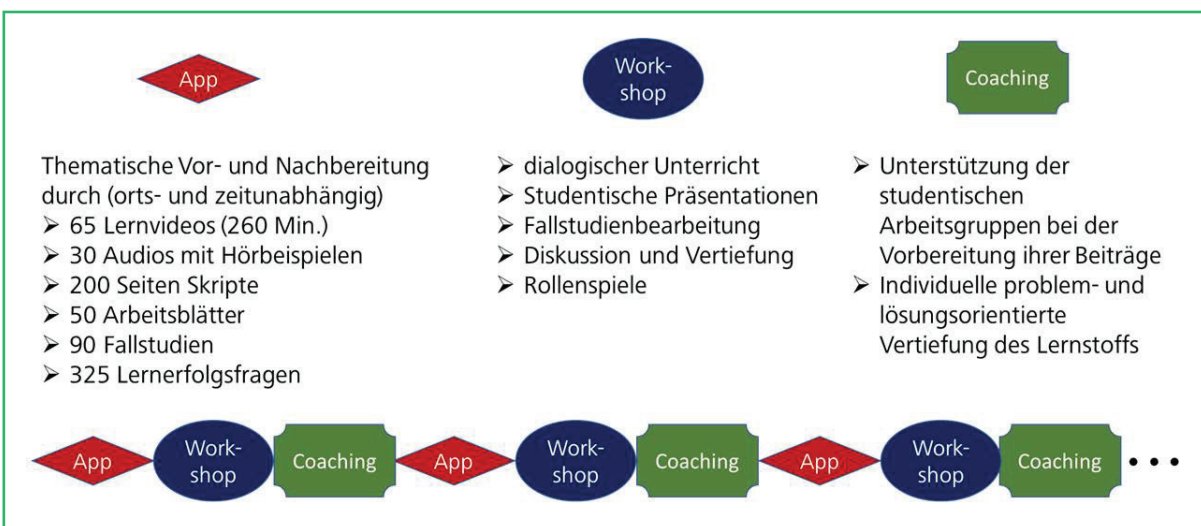 App
Work-
shop
Coaching
Thematische Vor- und Nachbereitung
durch (orts- und zeitunabhängig)
➢ 65 Lernvideos (260 Min.)
➢ 30 Audios mit Hörbeispielen
➢ 200 Seiten Skripte
➢ 50 Arbeitsblätter
➢ 90 Fallstudien
➢ 325 Lernerfolgsfragen
➢ dialogischer Unterricht
➢ Studentische Präsentationen
➢ Fallstudienbearbeitung
➢ Diskussion und Vertiefung
➢ Rollenspiele
➢ Unterstützung der
studentischen
Arbeitsgruppen bei der
Vorbereitung ihrer Beiträge
➢ Individuelle problem- und
lösungsorientierte
Vertiefung des Lernstoffs
App
Work-
shop
Coaching
App
Work-
shop
Coaching
App
Work-
shop
Coaching
• • •